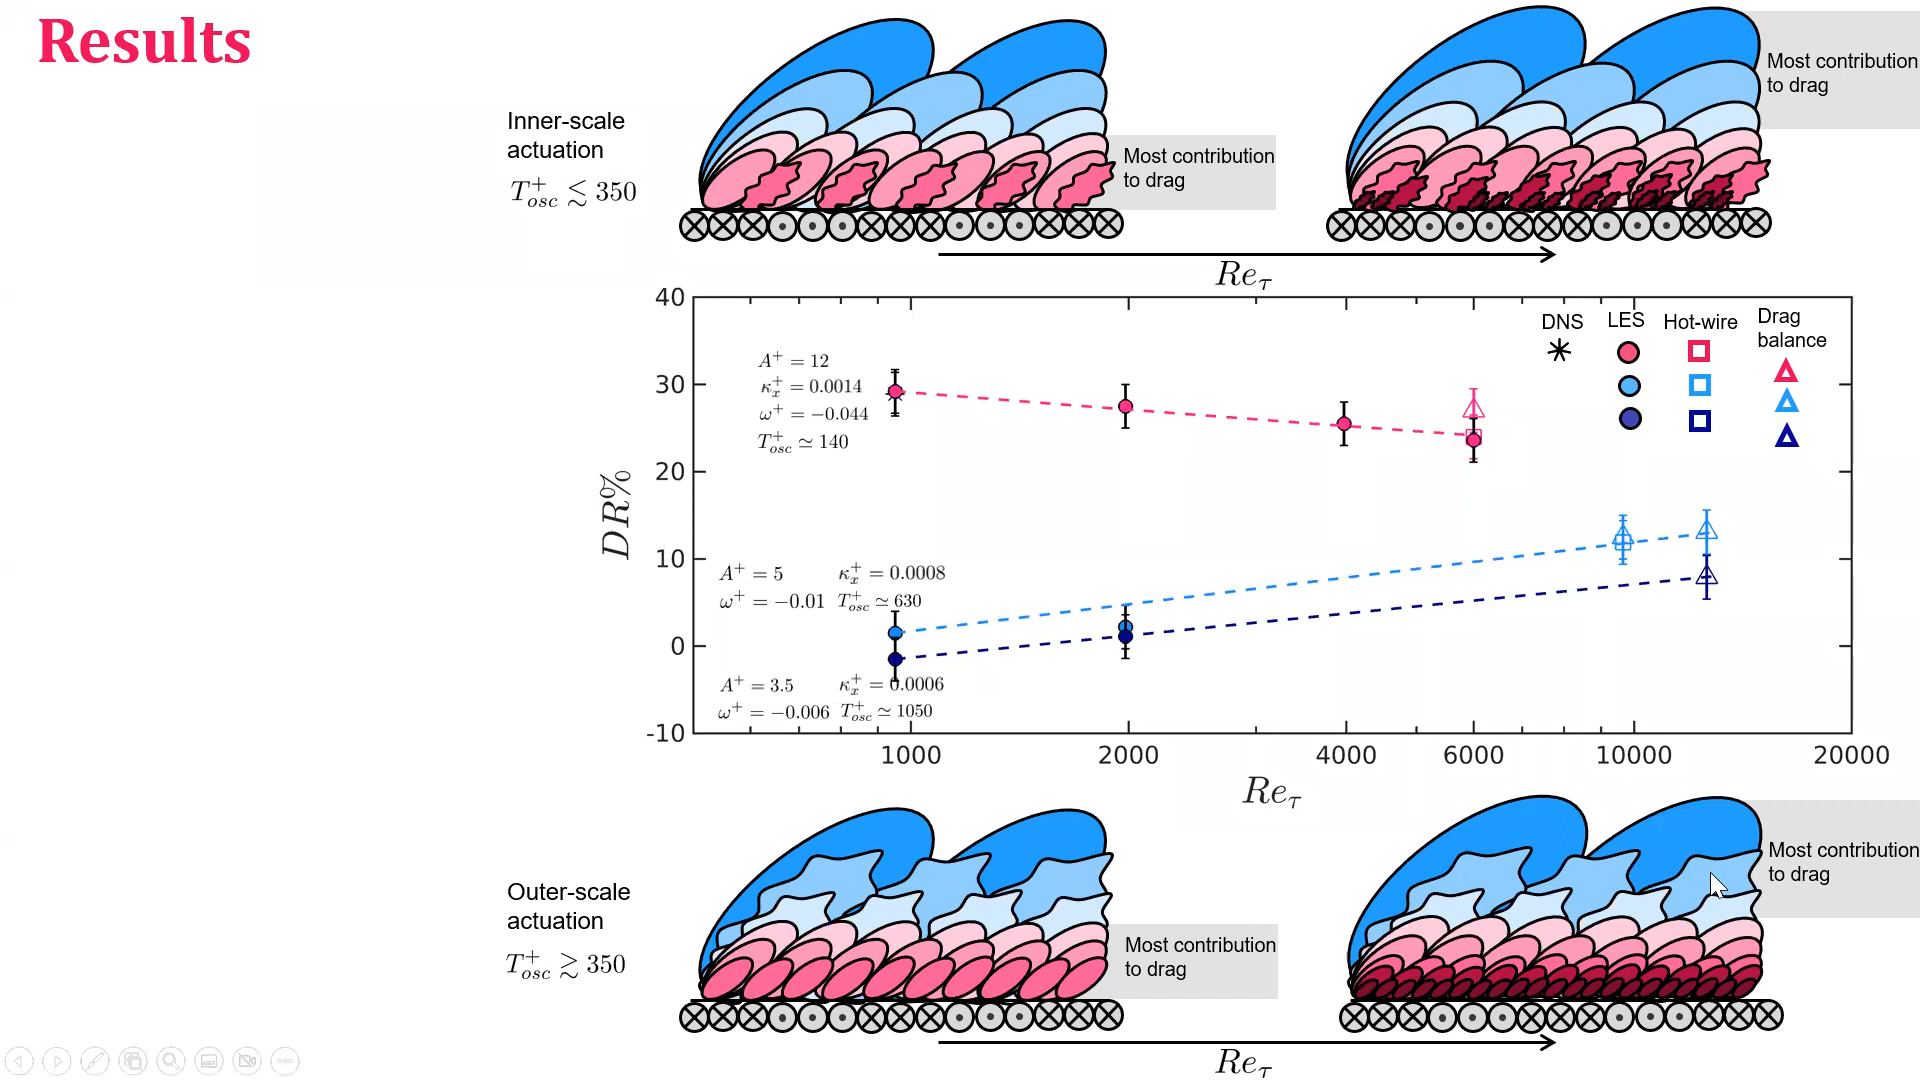 Results
Inner-scale
actuation
T⁺osc ≲ 350
Most contribution
to drag
Most contribution
to drag
Reτ
DR%
40
30
20
10
0
-10
A⁺ = 12
κₓ⁺ = 0.0014
ω⁺ = −0.044
T⁺osc ≃ 140
DNS
LES
Hot-wire
Drag
balance
A⁺ = 5 κₓ⁺ = 0.0008
ω⁺ = −0.01 T⁺osc ≃ 630
A⁺ = 3.5 κₓ⁺ = 0.0006
ω⁺ = −0.006 T⁺osc ≃ 1050
1000 2000 4000 6000 10000 20000
Reτ
Outer-scale
actuation
T⁺osc ≳ 350
Most contribution
to drag
Most contribution
to drag
Reτ